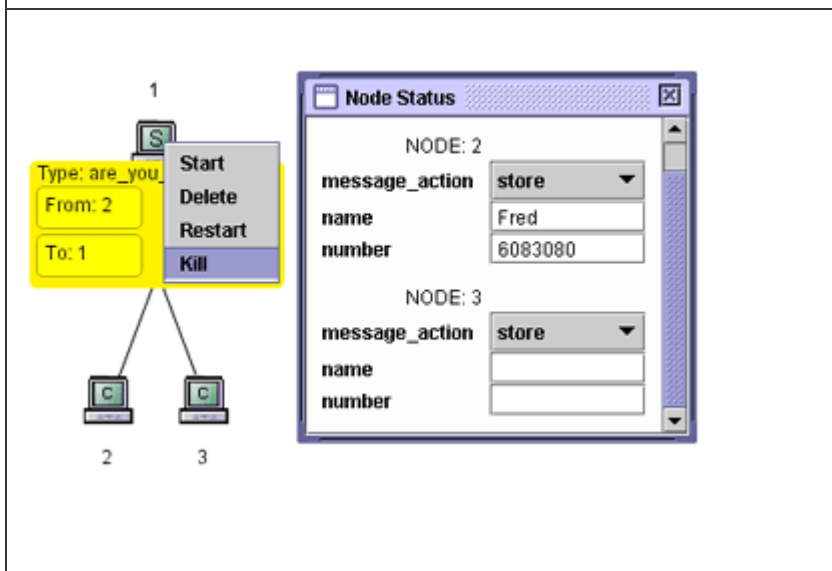 1
S
Type: are_you_
From: 2
To: 1
Start
Delete
Restart
Kill
C
C
2
3
Node Status
NODE: 2
message_action store
name Fred
number 6083080
NODE: 3
message_action store
name
number